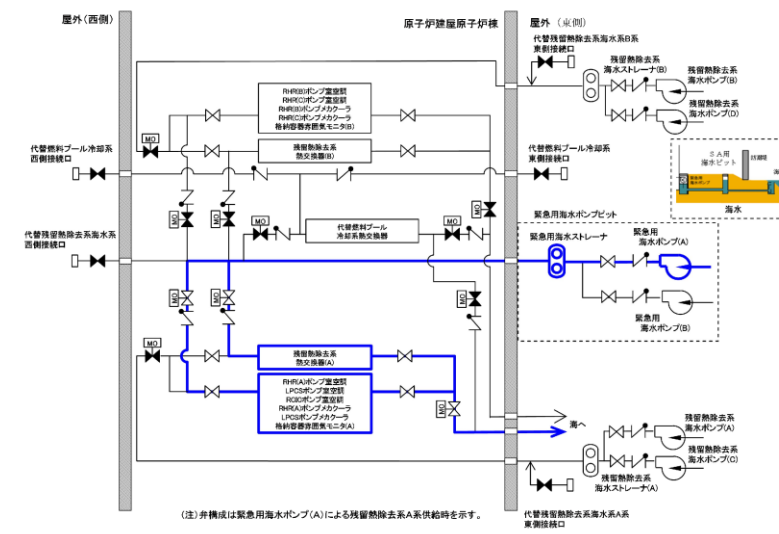 屋外(西側)
原子炉建屋原子炉棟
屋外 (東側)
代替残留熱除去系海水系B系
東側接続口
残留熱除去系
海水ストレーナ(B)
残留熱除去系
海水ポンプ(B)
残留熱除去系
海水ポンプ(D)
RHR(B)ポンプ室空調
RHR(C)ポンプ室空調
RHR(B)ポンプメカクーラ
RHR(C)ポンプメカクーラ
格納容器雰囲気モニタ(B)
MO
代替燃料プール冷却系
西側接続口
残留熱除去系
熱交換器(B)
代替燃料プール冷却系
東側接続口
SA用
海水ピット
防潮堤
緊急用
海水ポンプ
海水
MO
MO
MO
代替残留熱除去系海水系
西側接続口
MO
代替燃料プール
冷却系熱交換器
MO
緊急用海水ポンプピット
緊急用海水ストレーナ
緊急用
海水ポンプ(A)
MO
MO
MO
緊急用
海水ポンプ(B)
MO
残留熱除去系
熱交換器(A)
RHR(A)ポンプ室空調
LPCSポンプ室空調
RCICポンプ室空調
RHR(A)ポンプメカクーラ
LPCSポンプメカクーラ
格納容器雰囲気モニタ(A)
MO
海へ
残留熱除去系
海水ポンプ(A)
残留熱除去系
海水ポンプ(C)
残留熱除去系
海水ストレーナ(A)
(注)弁構成は緊急用海水ポンプ(A)による残留熱除去系A系供給時を示す。
代替残留熱除去系海水系A系
東側接続口